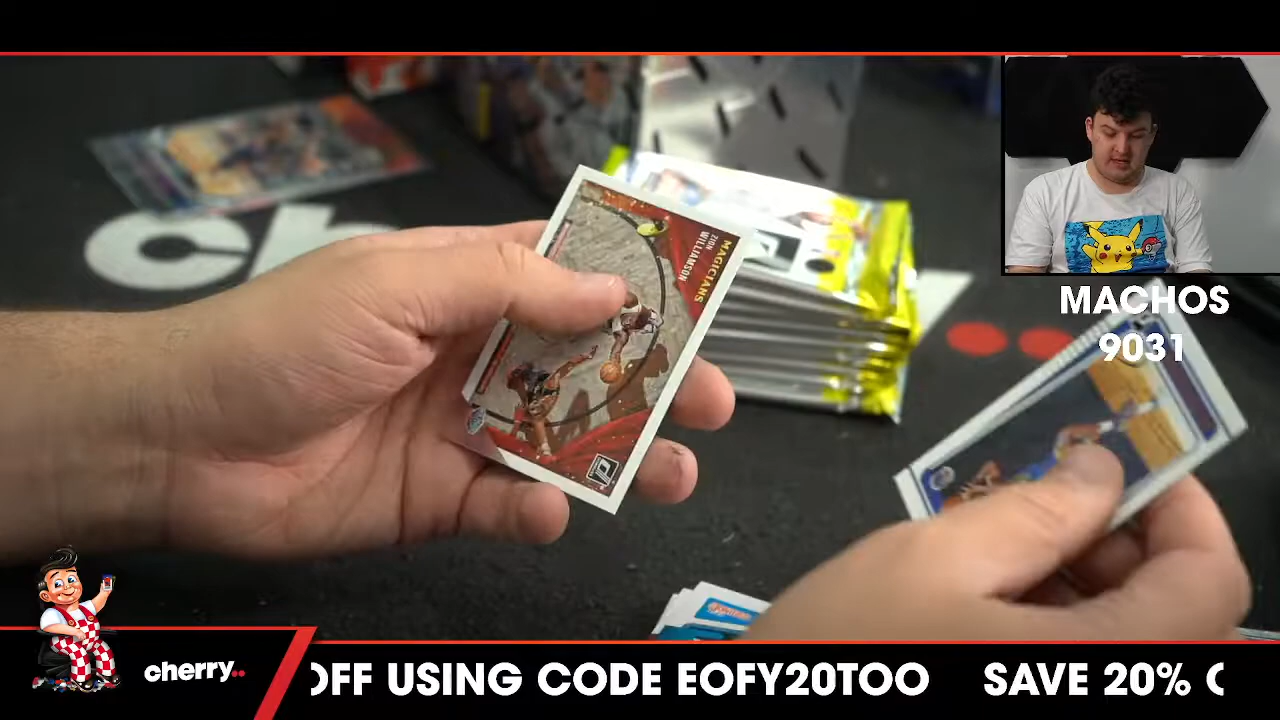 MAGICIANS
ZION
WILLIAMSON
MACHOS
9031
cherry..
OFF USING CODE EOFY20TOO SAVE 20%